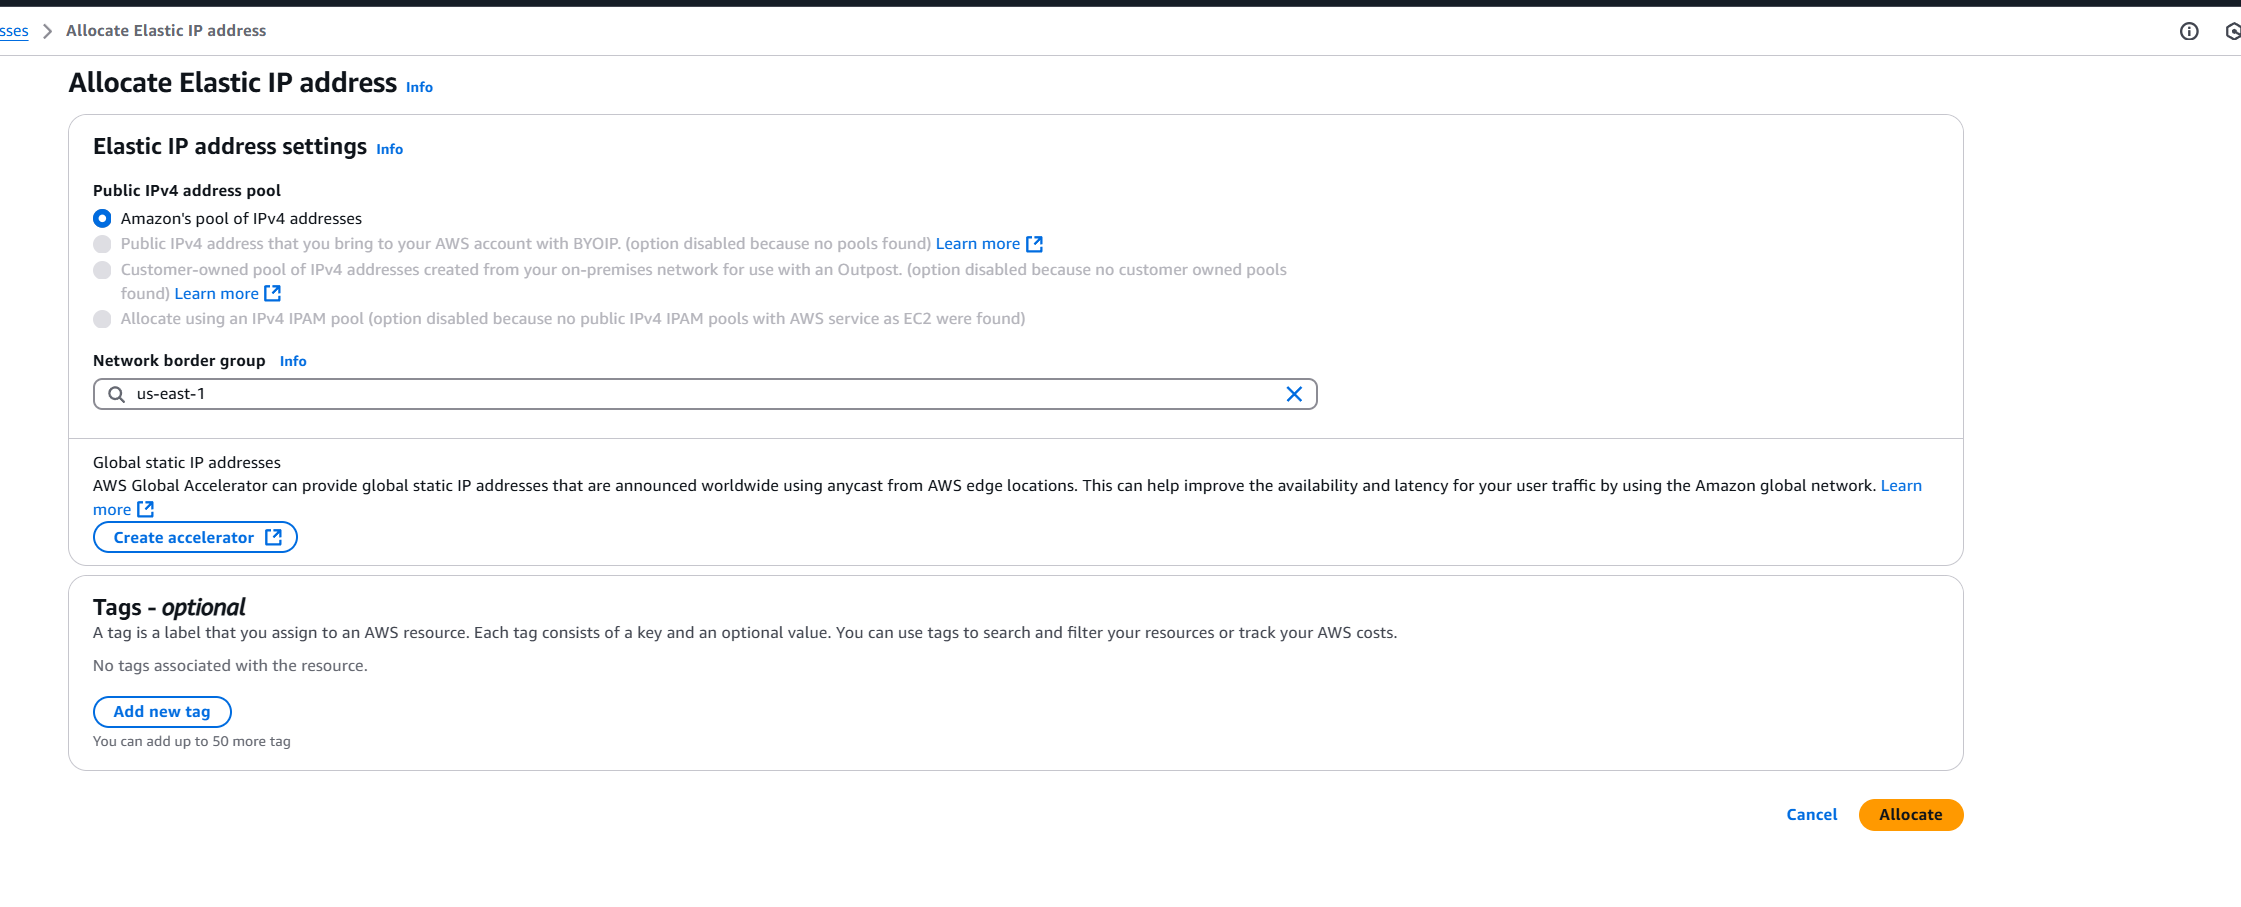 sses > Allocate Elastic IP address
Allocate Elastic IP address Info
Elastic IP address settings Info
Public IPv4 address pool
Amazon's pool of IPv4 addresses
Public IPv4 address that you bring to your AWS account with BYOIP. (option disabled because no pools found) Learn more
Customer-owned pool of IPv4 addresses created from your on-premises network for use with an Outpost. (option disabled because no customer owned pools
found) Learn more
Allocate using an IPv4 IPAM pool (option disabled because no public IPv4 IPAM pools with AWS service as EC2 were found)
Network border group Info
us-east-1
Global static IP addresses
AWS Global Accelerator can provide global static IP addresses that are announced worldwide using anycast from AWS edge locations. This can help improve the availability and latency for your user traffic by using the Amazon global network. Learn
more
Create accelerator
Tags - optional
A tag is a label that you assign to an AWS resource. Each tag consists of a key and an optional value. You can use tags to search and filter your resources or track your AWS costs.
No tags associated with the resource.
Add new tag
You can add up to 50 more tag
Cancel Allocate